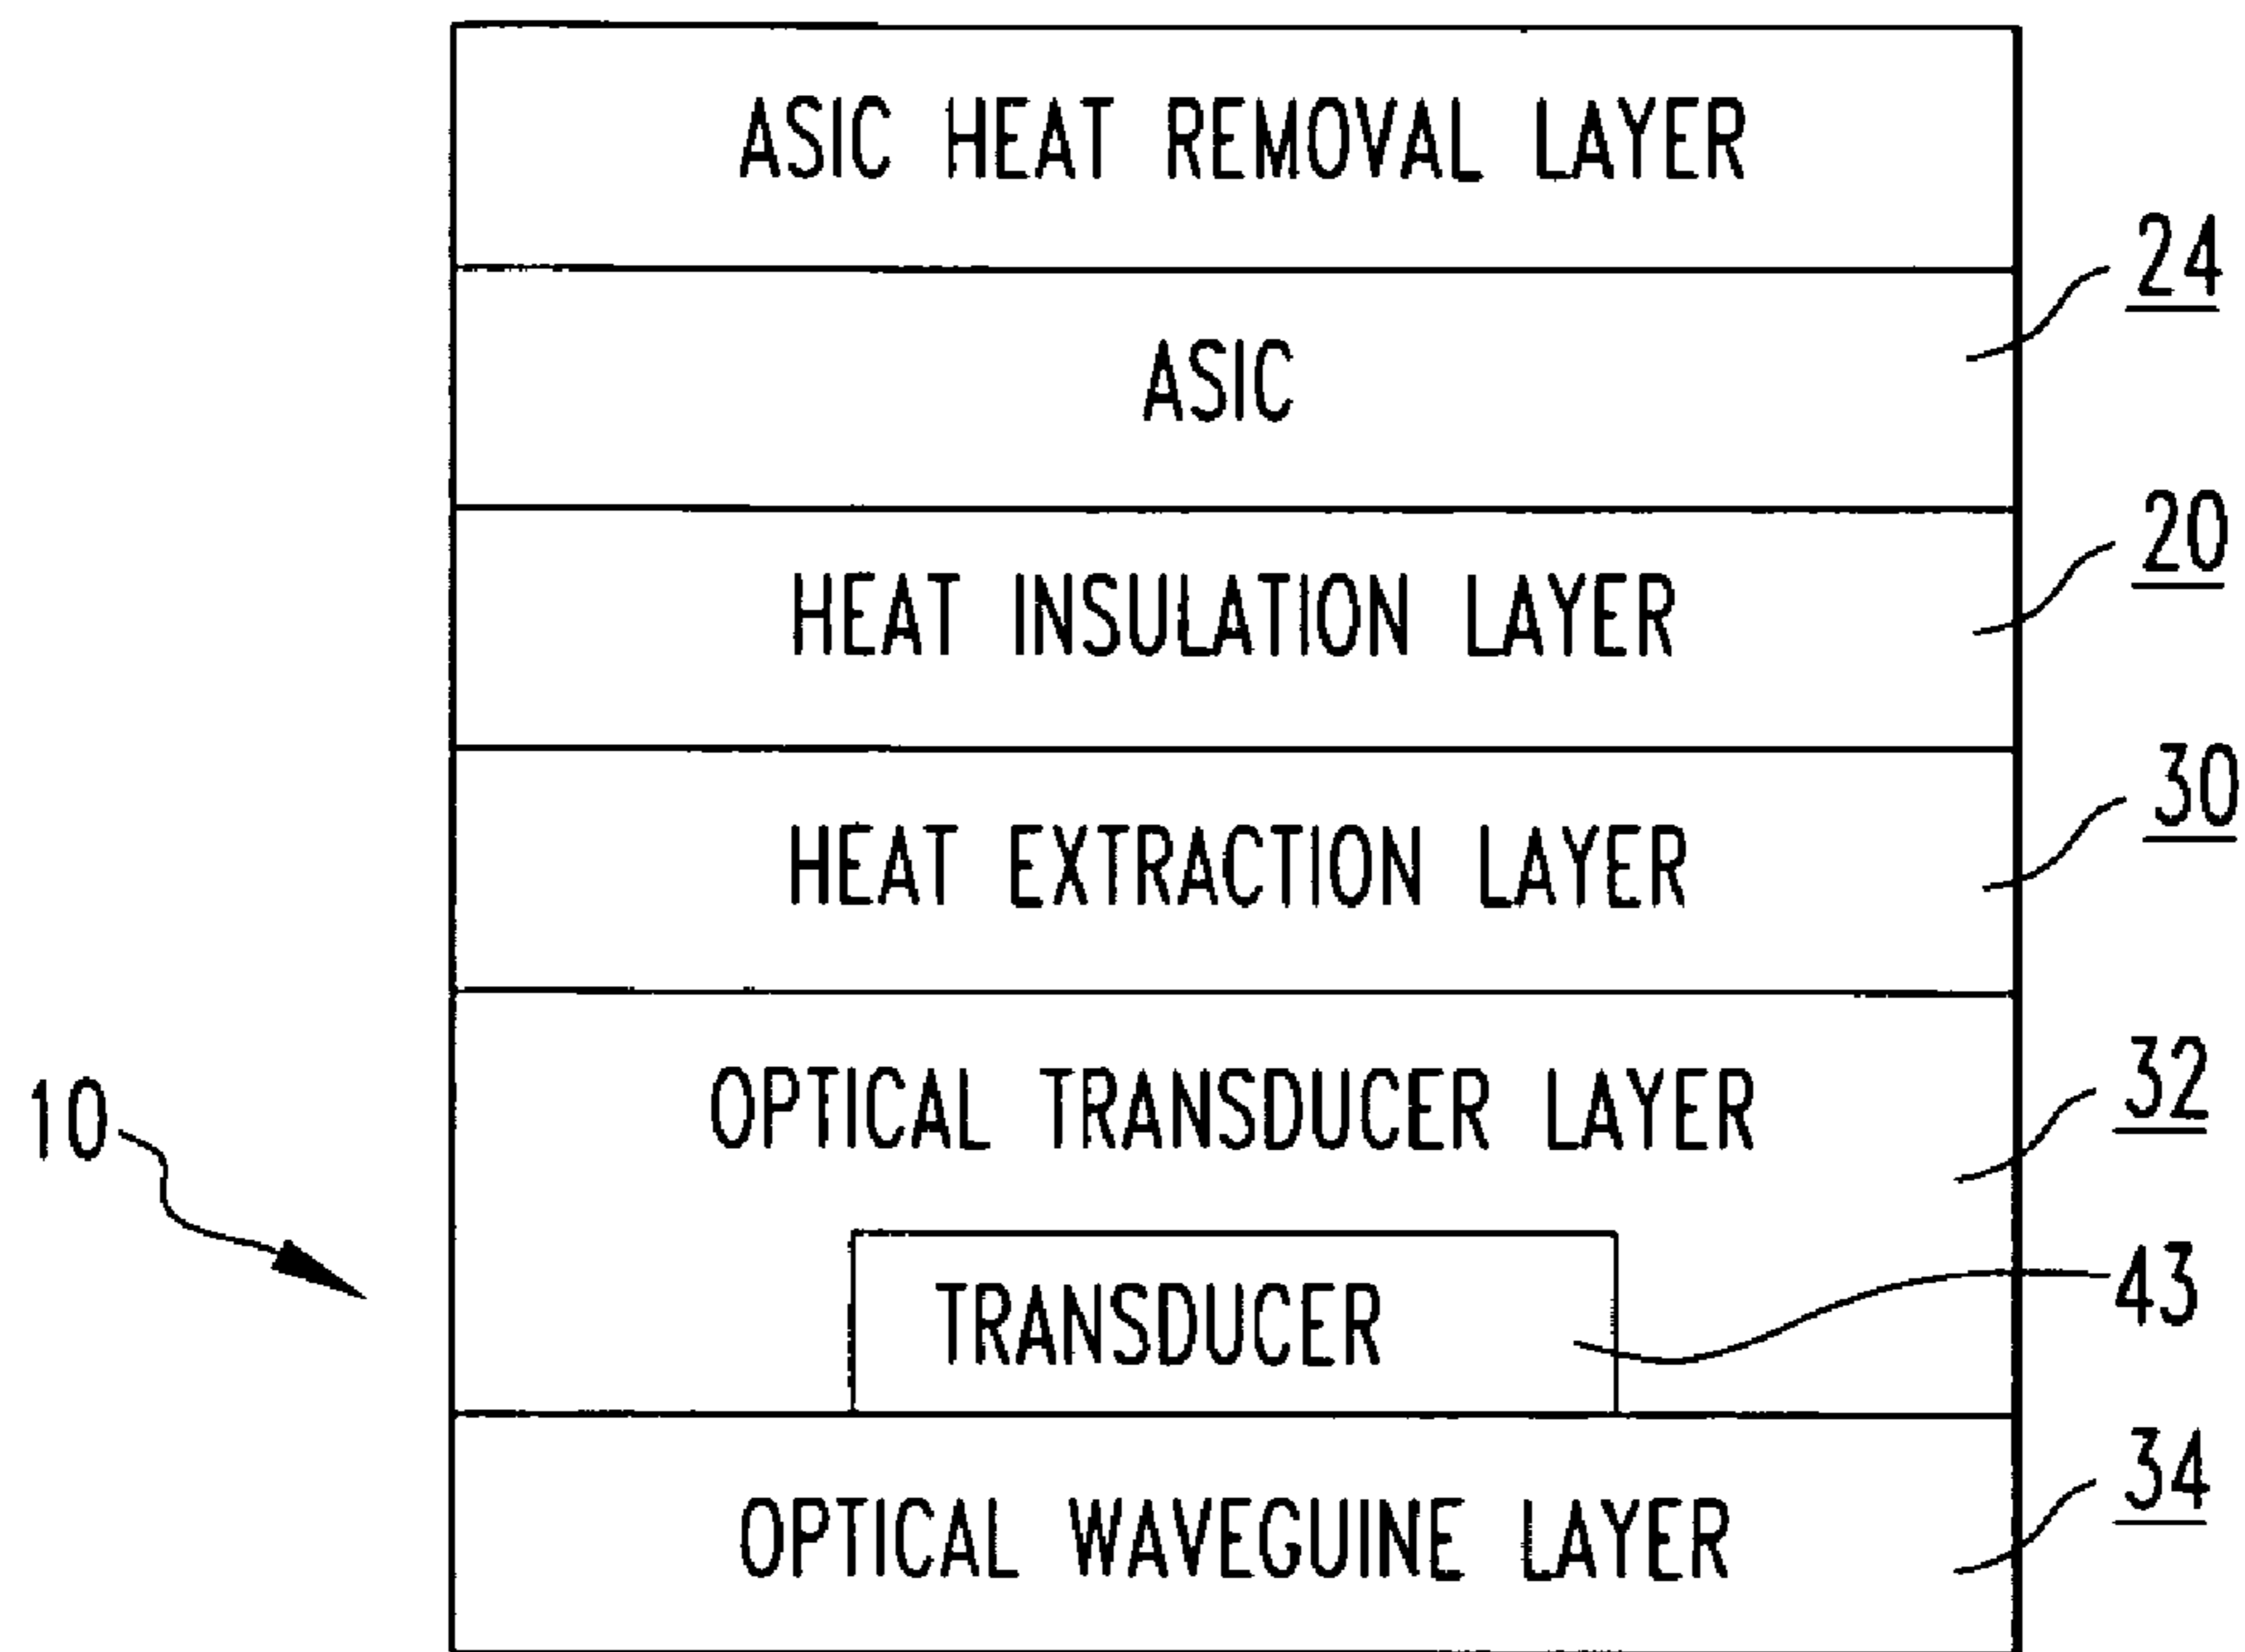 ASIC HEAT REMOVAL LAYER
24
ASIC
20
HEAT INSULATION LAYER
30
HEAT EXTRACTION LAYER
32
OPTICAL TRANSDUCER LAYER
10
43
TRANSDUCER
34
OPTICAL WAVEGUINE LAYER